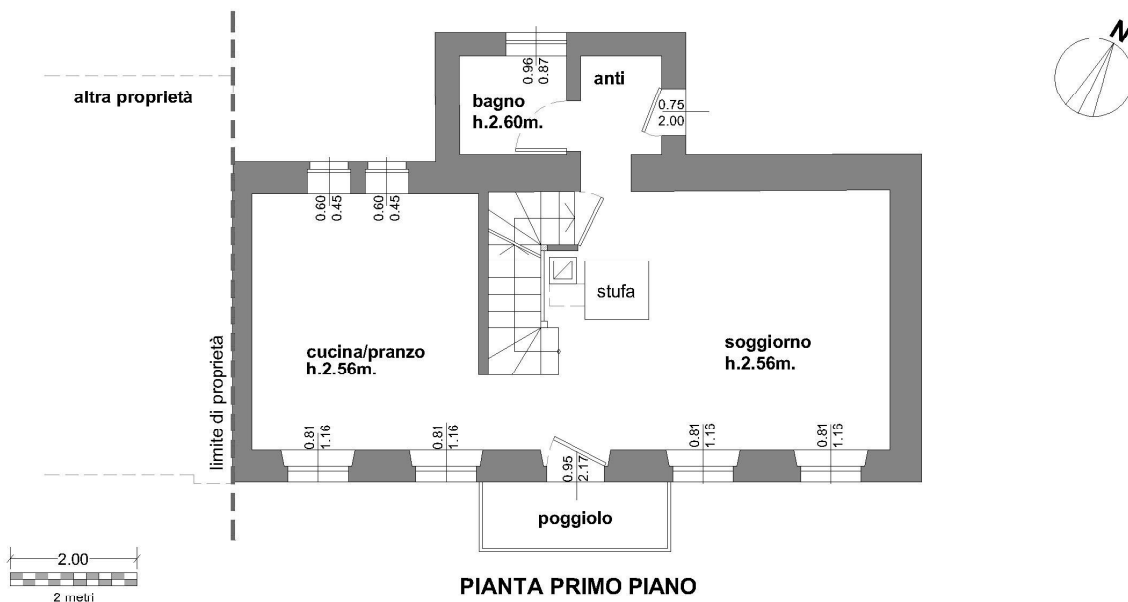 N
anti
altra proprietà
0.96
0.87
bagno
h.2.60m.
0.75
2.00
0.60
0.45
0.60
0.45
stufa
cucina/pranzo
h.2.56m.
soggiorno
h.2.56m.
limite di proprietà
0.81
1.16
0.81
1.16
0.95
2.17
0.81
1.15
0.81
1.15
poggiolo
2.00
2 metri
PIANTA PRIMO PIANO